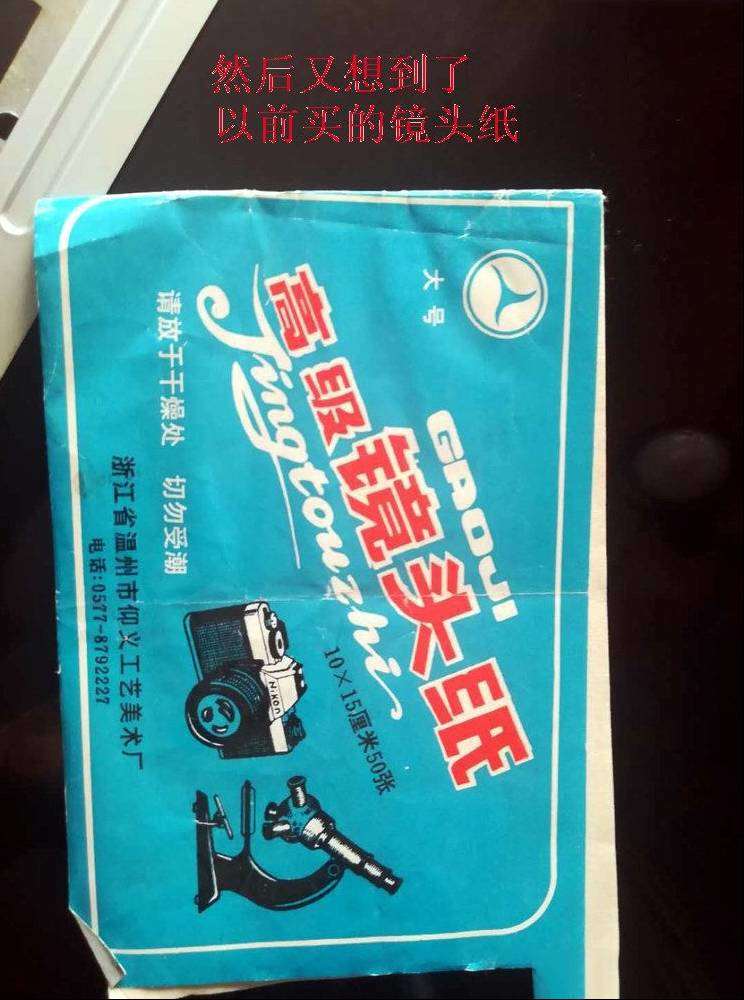 然后又想到了
以前买的镜头纸
大号
GAOJI
高级镜头纸
Jingtouzhi
10×15厘米50张
请放于干燥处 切勿受潮
Nikon
浙江省温州市仰义工艺美术厂
电话:0577-8792227